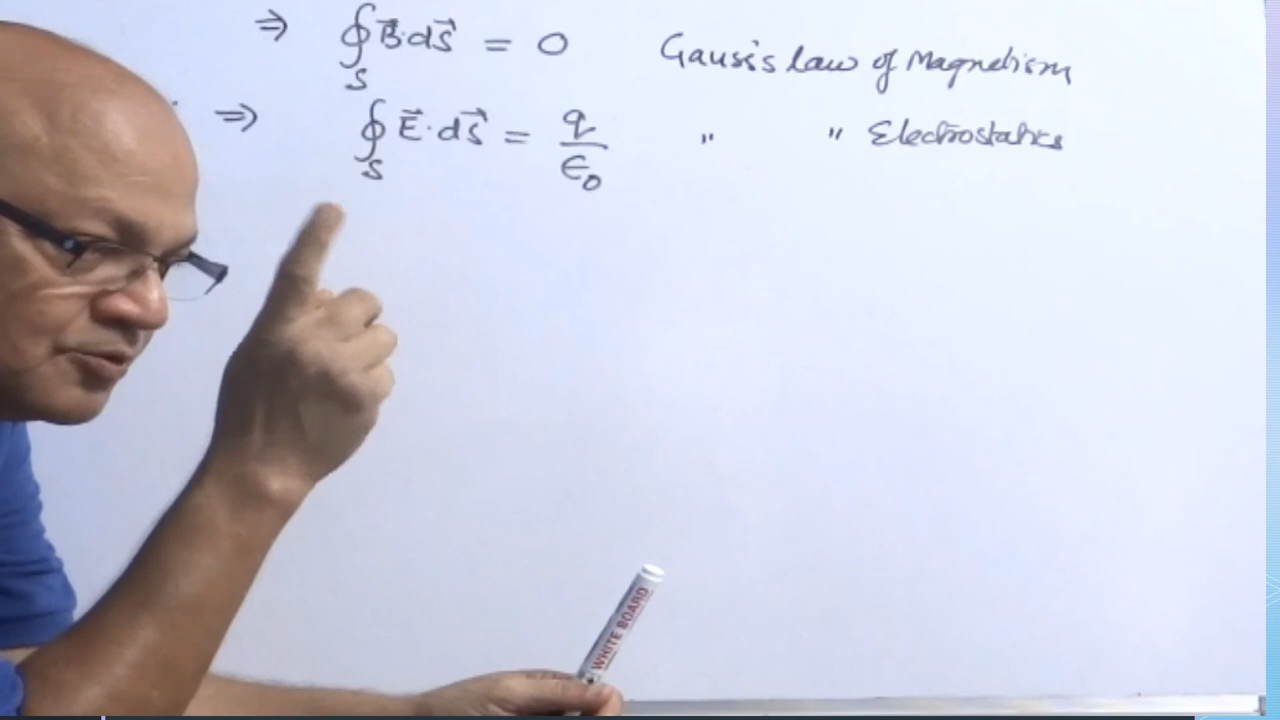 ⇒ ∮_S B⃗·dS⃗ = 0 Gauss's law of Magnetism
⇒ ∮_S E⃗·dS⃗ = q/ε₀ " " Electrostatics
WHITE BOARD